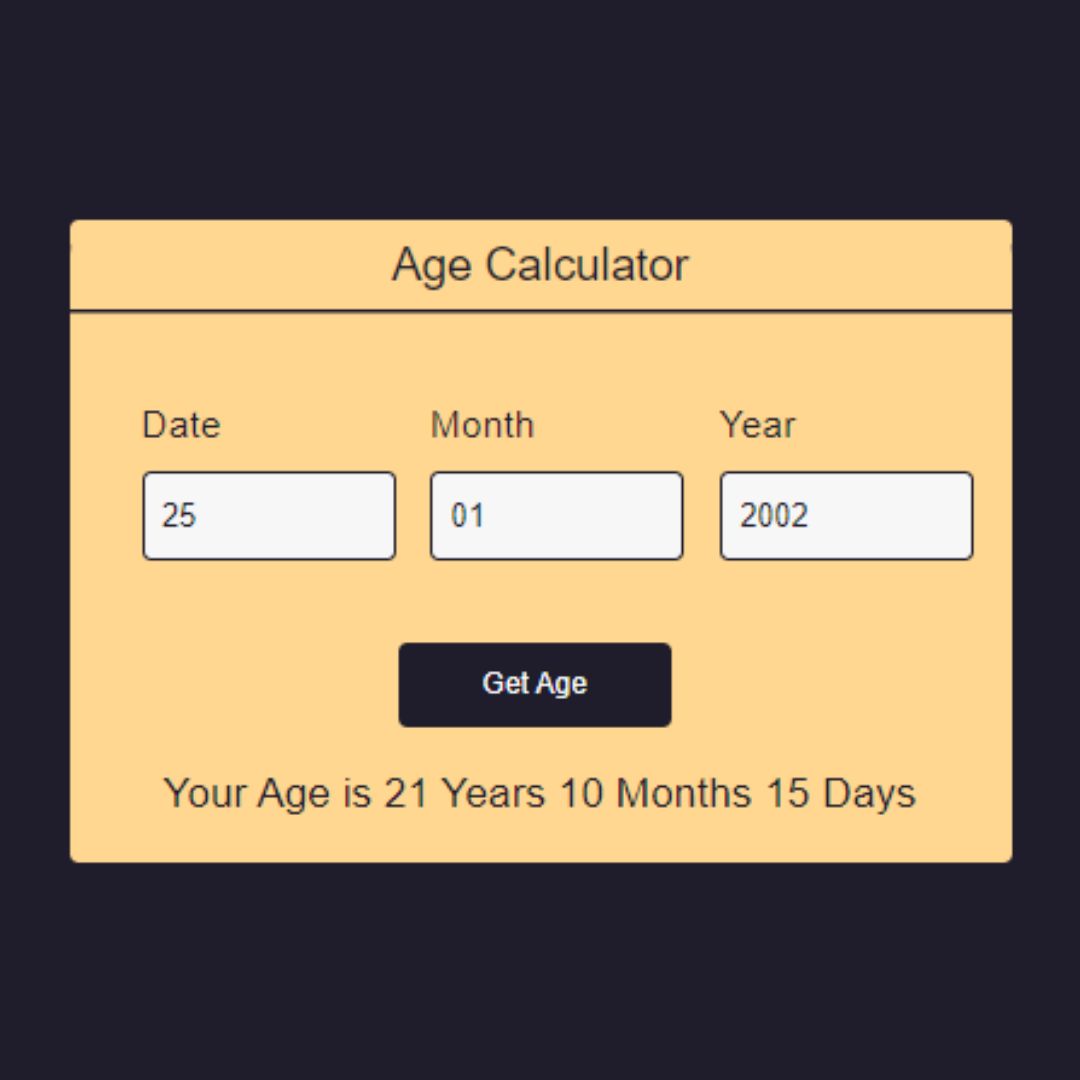 Age Calculator
Date Month Year
25 01 2002
Get Age
Your Age is 21 Years 10 Months 15 Days